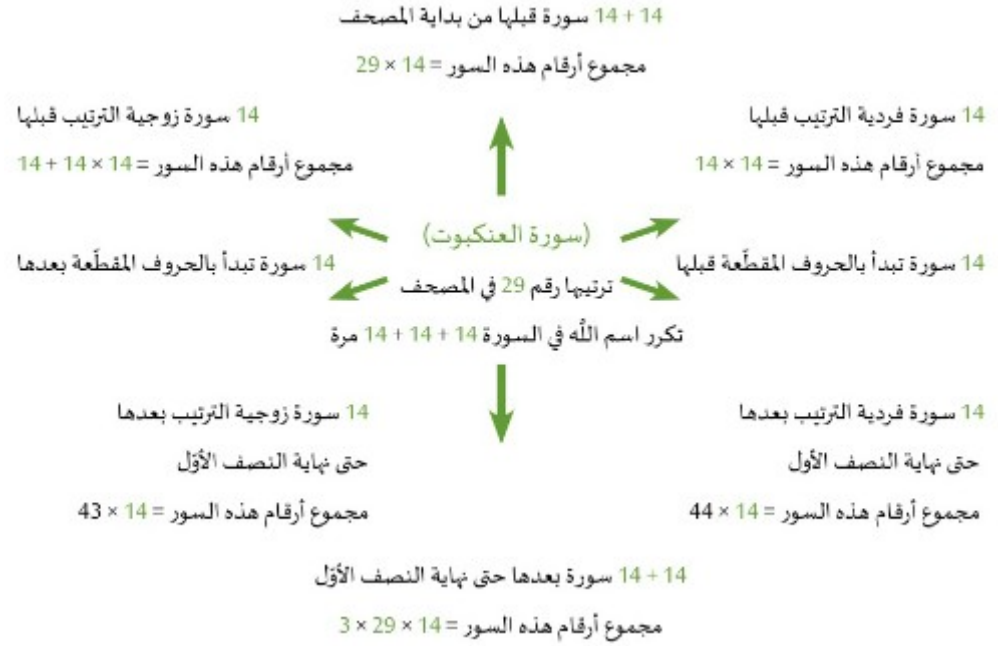 14 + 14 سورة قبلها من بداية المصحف
مجموع أرقام هذه السور = 14 × 29
14 سورة فردية الترتيب قبلها
مجموع أرقام هذه السور = 14 × 14
14 سورة زوجية الترتيب قبلها
مجموع أرقام هذه السور = 14 × 14 + 14
(سورة العنكبوت)
14 سورة تبدأ بالحروف المقطّعة قبلها
14 سورة تبدأ بالحروف المقطّعة بعدها
ترتيبها رقم 29 في المصحف
تكرر اسم اللَّه في السورة 14 + 14 + 14 مرة
14 سورة فردية الترتيب بعدها
حتى نهاية النصف الأول
مجموع أرقام هذه السور = 14 × 44
14 سورة زوجية الترتيب بعدها
حتى نهاية النصف الأوّل
مجموع أرقام هذه السور = 14 × 43
14 + 14 سورة بعدها حتى نهاية النصف الأوّل
مجموع أرقام هذه السور = 14 × 29 × 3